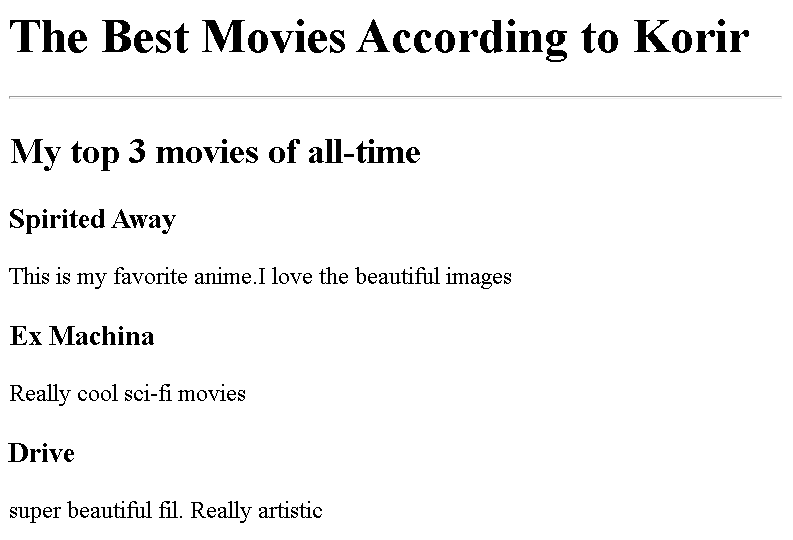 The Best Movies According to Korir
My top 3 movies of all-time
Spirited Away
This is my favorite anime.I love the beautiful images
Ex Machina
Really cool sci-fi movies
Drive
super beautiful fil. Really artistic